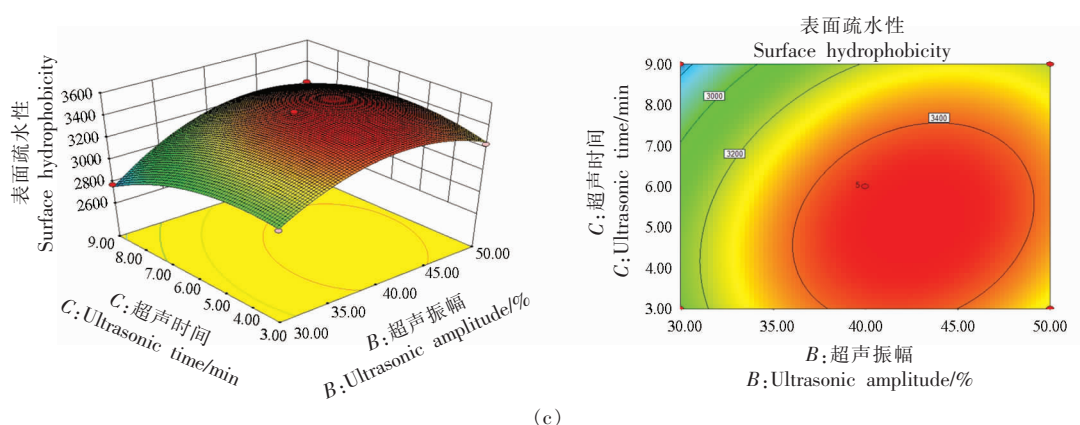 表面疏水性
Surface hydrophobicity
3600
3400
3200
3000
2800
2600
9.00
8.00
7.00
6.00
5.00
4.00
3.00
C:超声时间
C:Ultrasonic time/min
30.00
35.00
40.00
45.00
50.00
B:超声振幅
B:Ultrasonic amplitude/%
表面疏水性
Surface hydrophobicity
9.00
8.00
7.00
6.00
5.00
4.00
3.00
C:超声时间
C:Ultrasonic time/min
3000
3200
3400
5
30.00 35.00 40.00 45.00 50.00
B:超声振幅
B:Ultrasonic amplitude/%
(c)